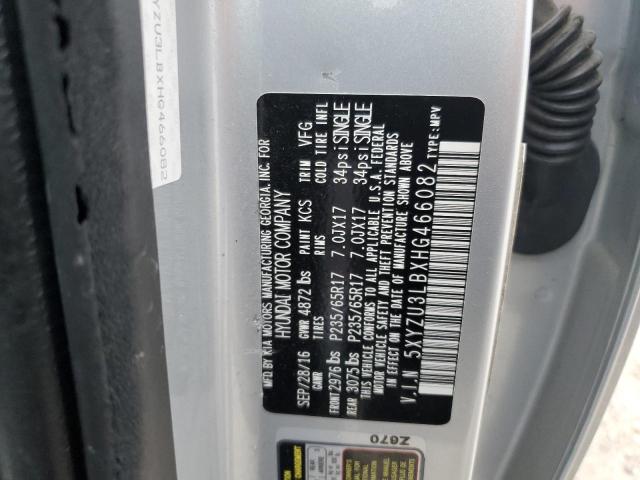 MFD BY KIA MOTORS MANUFACTURING GEORGIA, INC. FOR
HYUNDAI MOTOR COMPANY
SEP/28/16 GVWR 4872 lbs PAINT KCS TRIM VFG
GAWR TIRES RIMS COLD TIRE INFL
FRONT 2976 lbs P235/65R17 7.0JX17 34psi SINGLE
REAR 3075 lbs P235/65R17 7.0JX17 34psi SINGLE
THIS VEHICLE CONFORMS TO ALL APPLICABLE U.S.A. FEDERAL
MOTOR VEHICLE SAFETY AND THEFT PREVENTION STANDARDS
IN EFFECT ON THE DATE OF MANUFACTURE SHOWN ABOVE
V.I.N 5XYZU3LBXHG466082 TYPE:MPV
YZU3LBXHG466082
ZG70